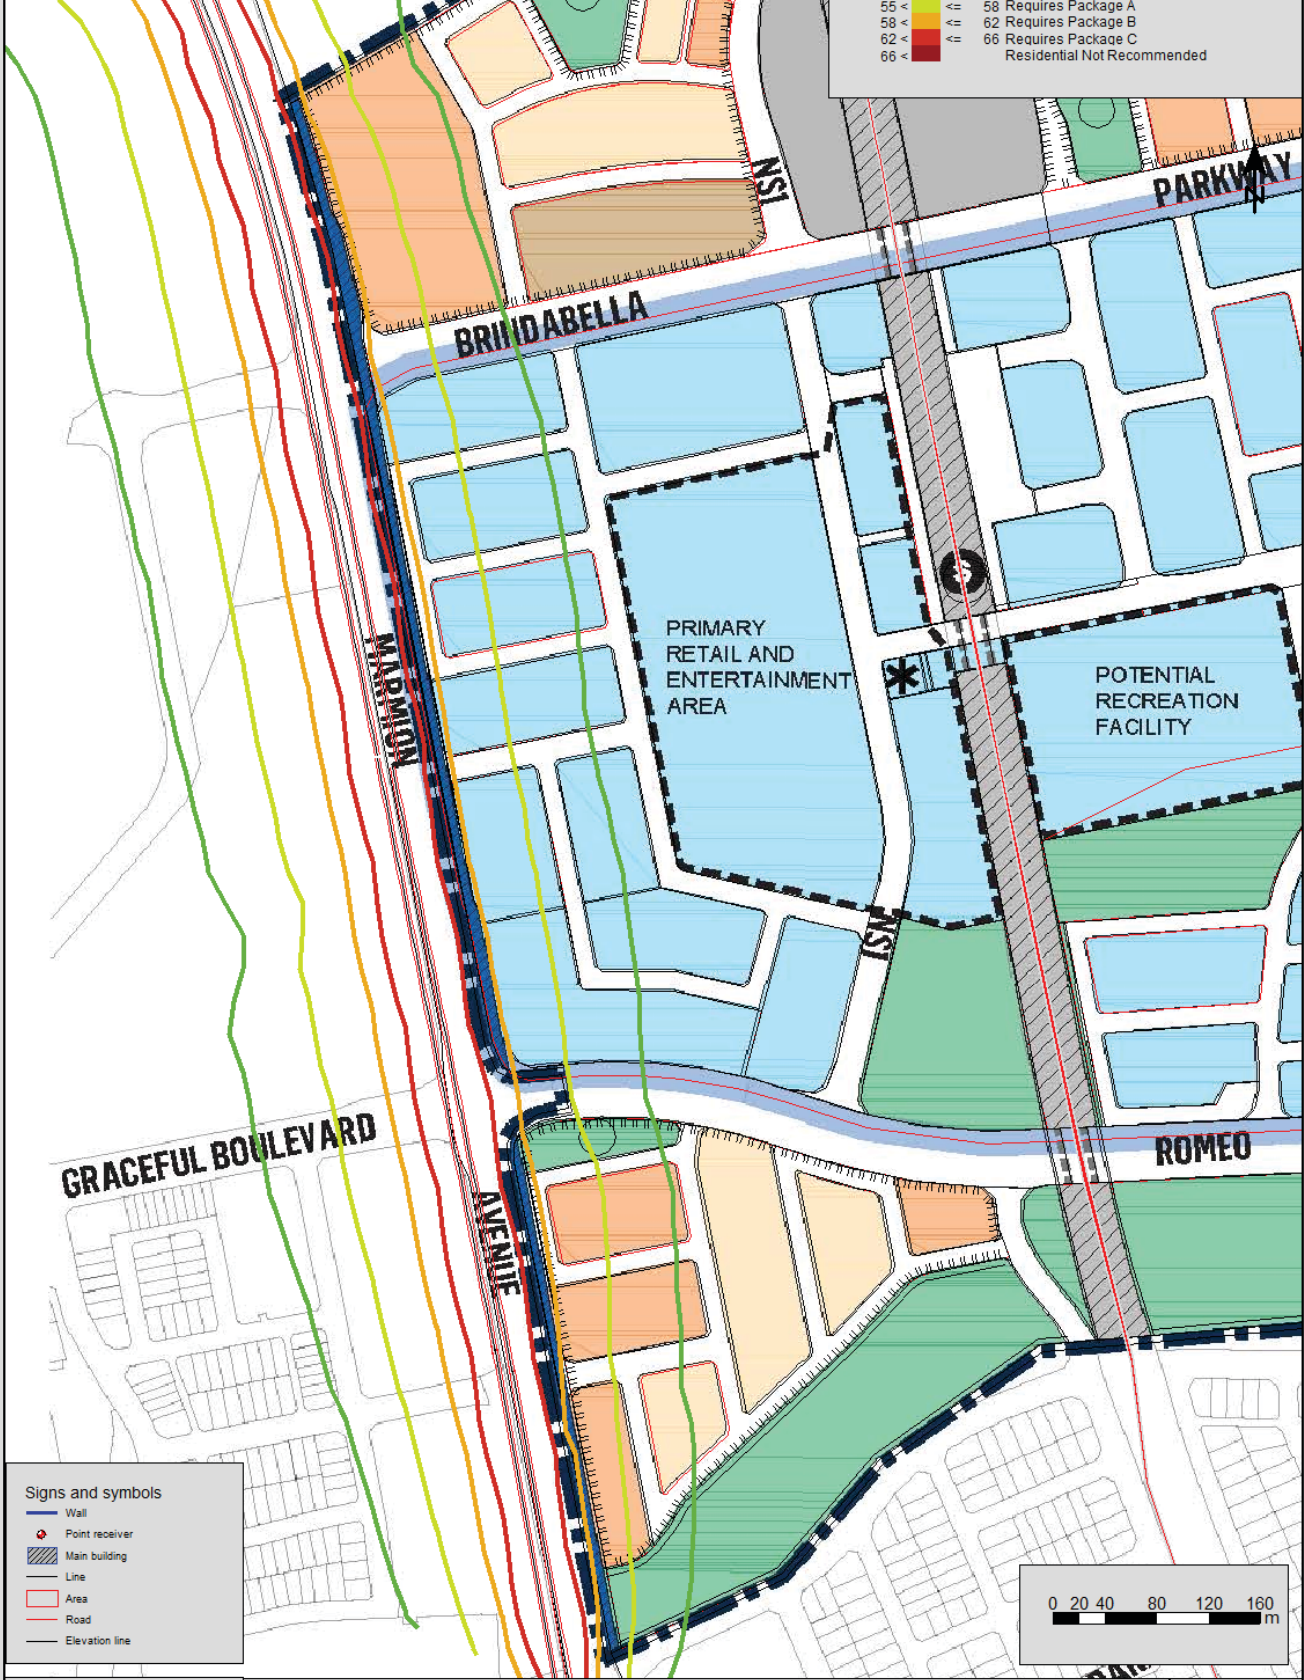 55 < <= 58 Requires Package A
58 < <= 62 Requires Package B
62 < <= 66 Requires Package C
66 < Residential Not Recommended
NS1
PARKWAY
N
BRINDABELLA
PRIMARY
RETAIL AND
ENTERTAINMENT
AREA
POTENTIAL
RECREATION
FACILITY
MARMION
NS1
GRACEFUL BOULEVARD
ROMEO
AVENUE
Signs and symbols
Wall
Point receiver
Main building
Line
Area
Road
Elevation line
0 20 40 80 120 160
m